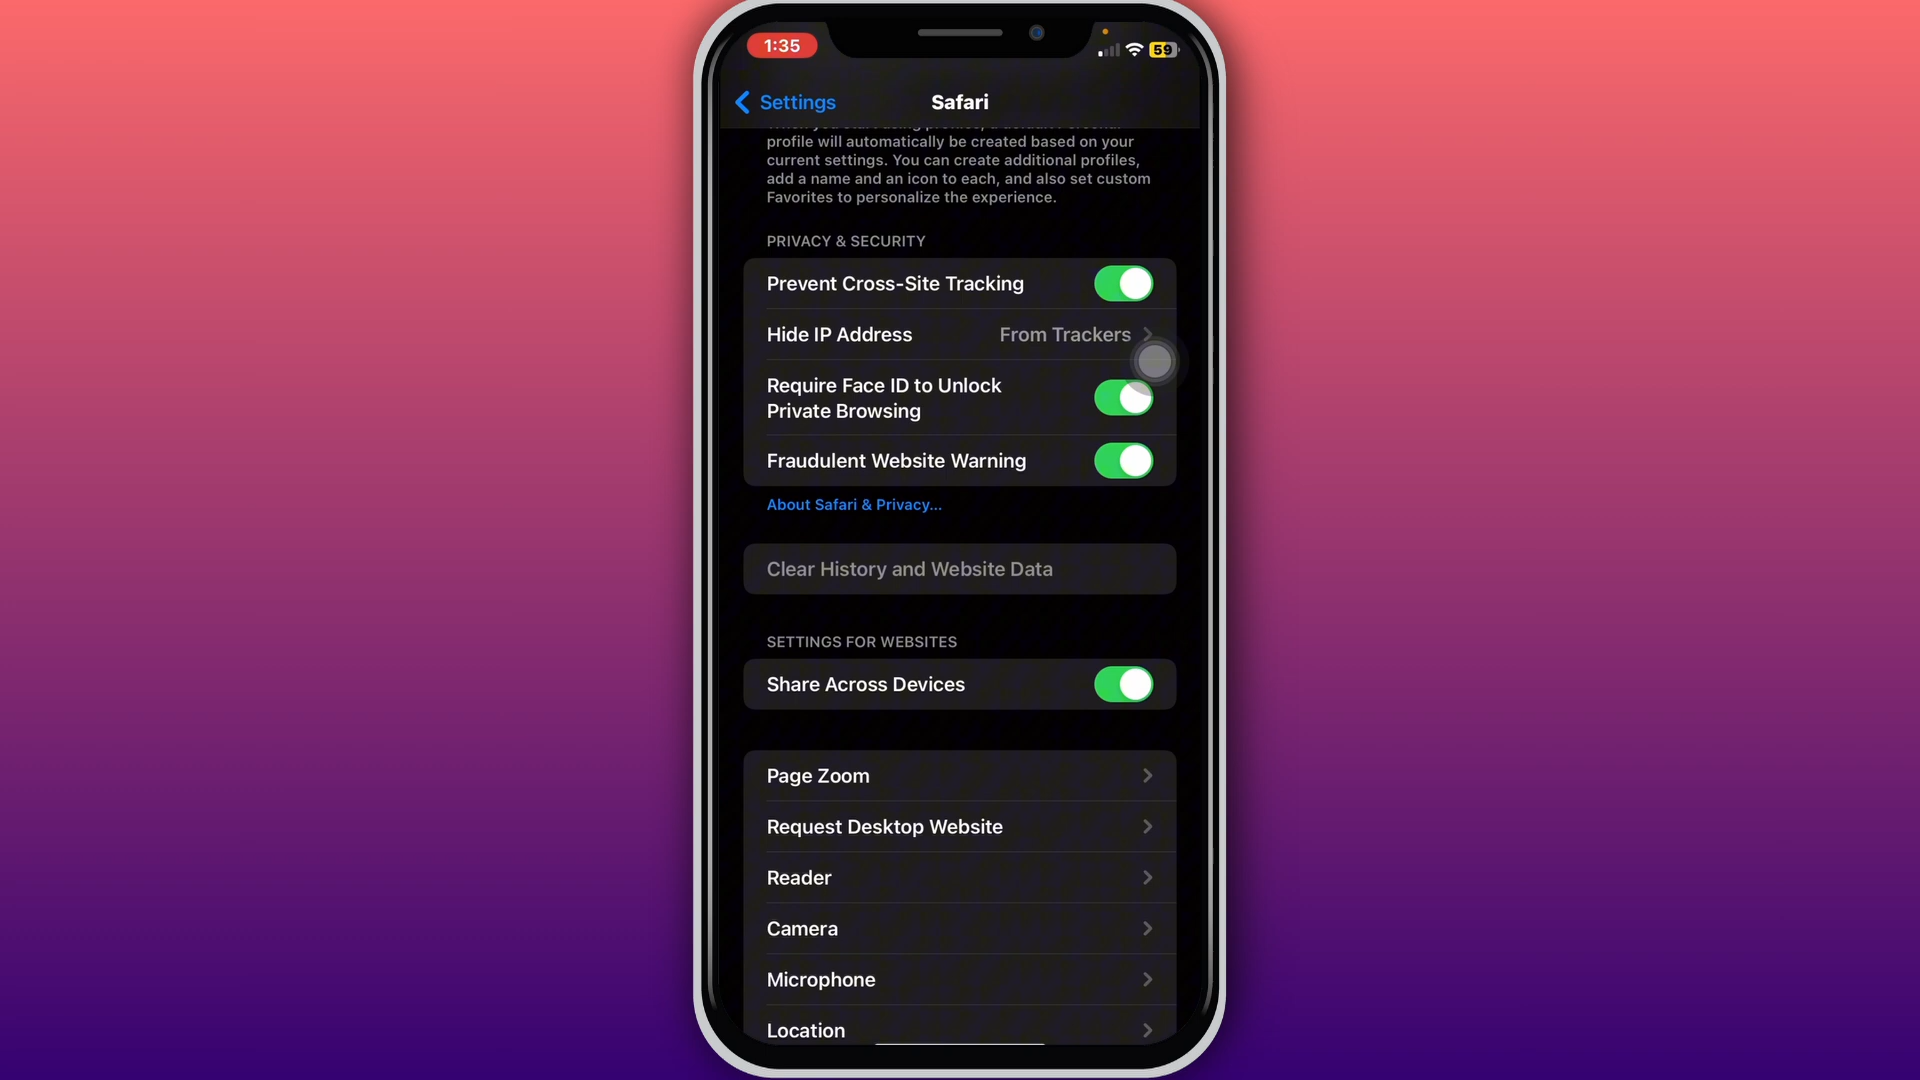 1:35
59
Settings
Safari
profile will automatically be created based on your
current settings. You can create additional profiles,
add a name and an icon to each, and also set custom
Favorites to personalize the experience.
PRIVACY & SECURITY
Prevent Cross-Site Tracking
Hide IP Address From Trackers
Require Face ID to Unlock
Private Browsing
Fraudulent Website Warning
About Safari & Privacy...
Clear History and Website Data
SETTINGS FOR WEBSITES
Share Across Devices
Page Zoom
Request Desktop Website
Reader
Camera
Microphone
Location